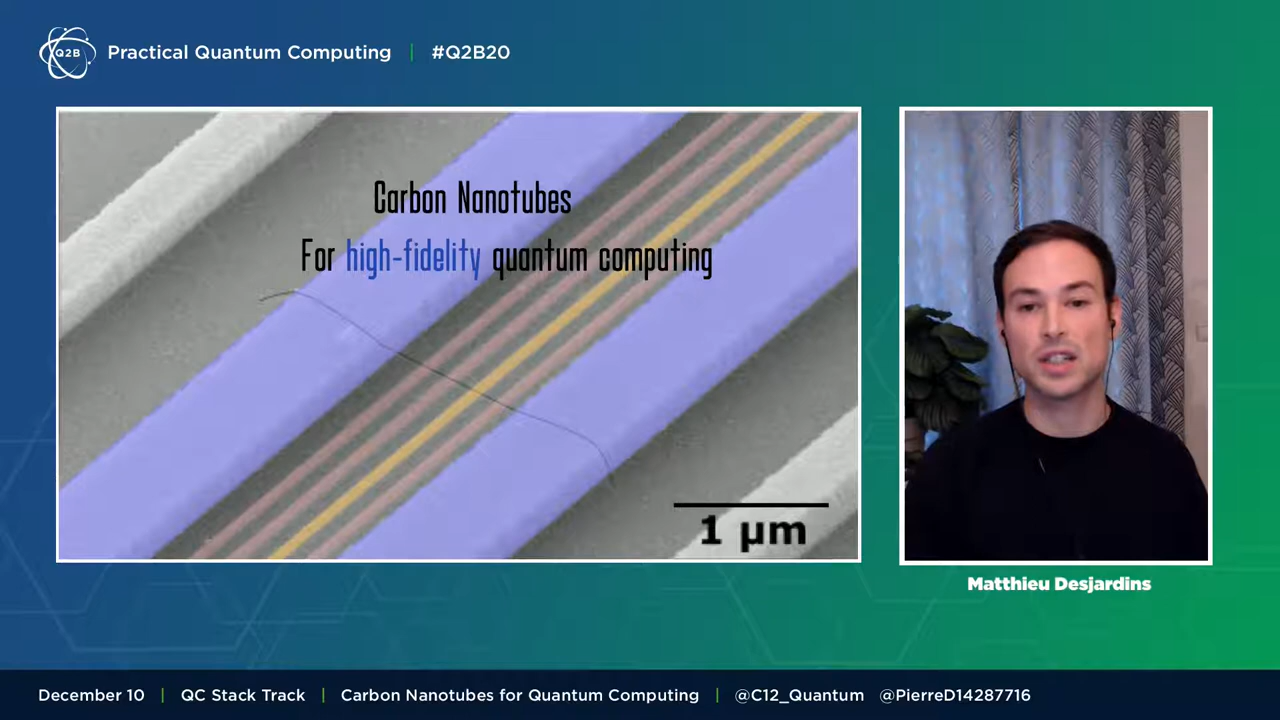 Q2B
Practical Quantum Computing | #Q2B20
Carbon Nanotubes
For high-fidelity quantum computing
1 µm
Matthieu Desjardins
December 10 | QC Stack Track | Carbon Nanotubes for Quantum Computing | @C12_Quantum @PierreD14287716